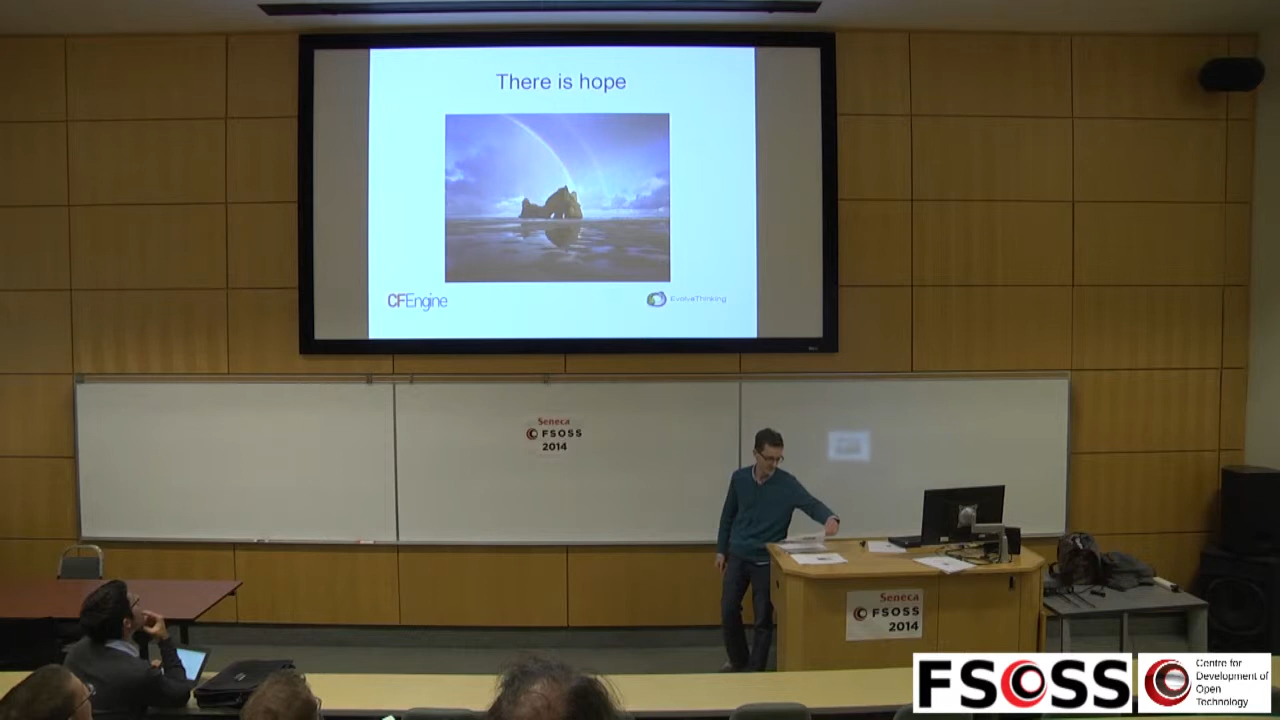 There is hope
CFEngine
EvolveThinking
Seneca
FSOSS
2014
Seneca
FSOSS
2014
FSOSS
Centre for
Development of
Open
Technology